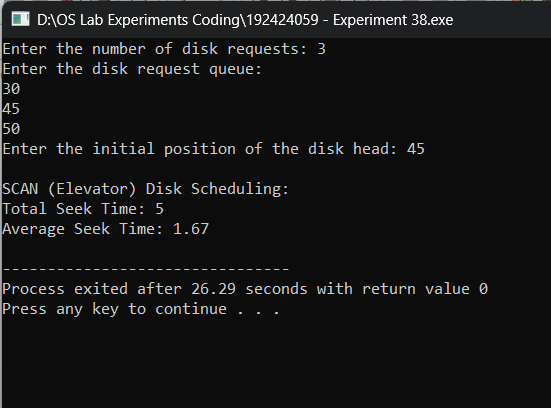 D:\OS Lab Experiments Coding\192424059 - Experiment 38.exe
Enter the number of disk requests: 3
Enter the disk request queue:
30
45
50
Enter the initial position of the disk head: 45
SCAN (Elevator) Disk Scheduling:
Total Seek Time: 5
Average Seek Time: 1.67
--------------------------------
Process exited after 26.29 seconds with return value 0
Press any key to continue . . .